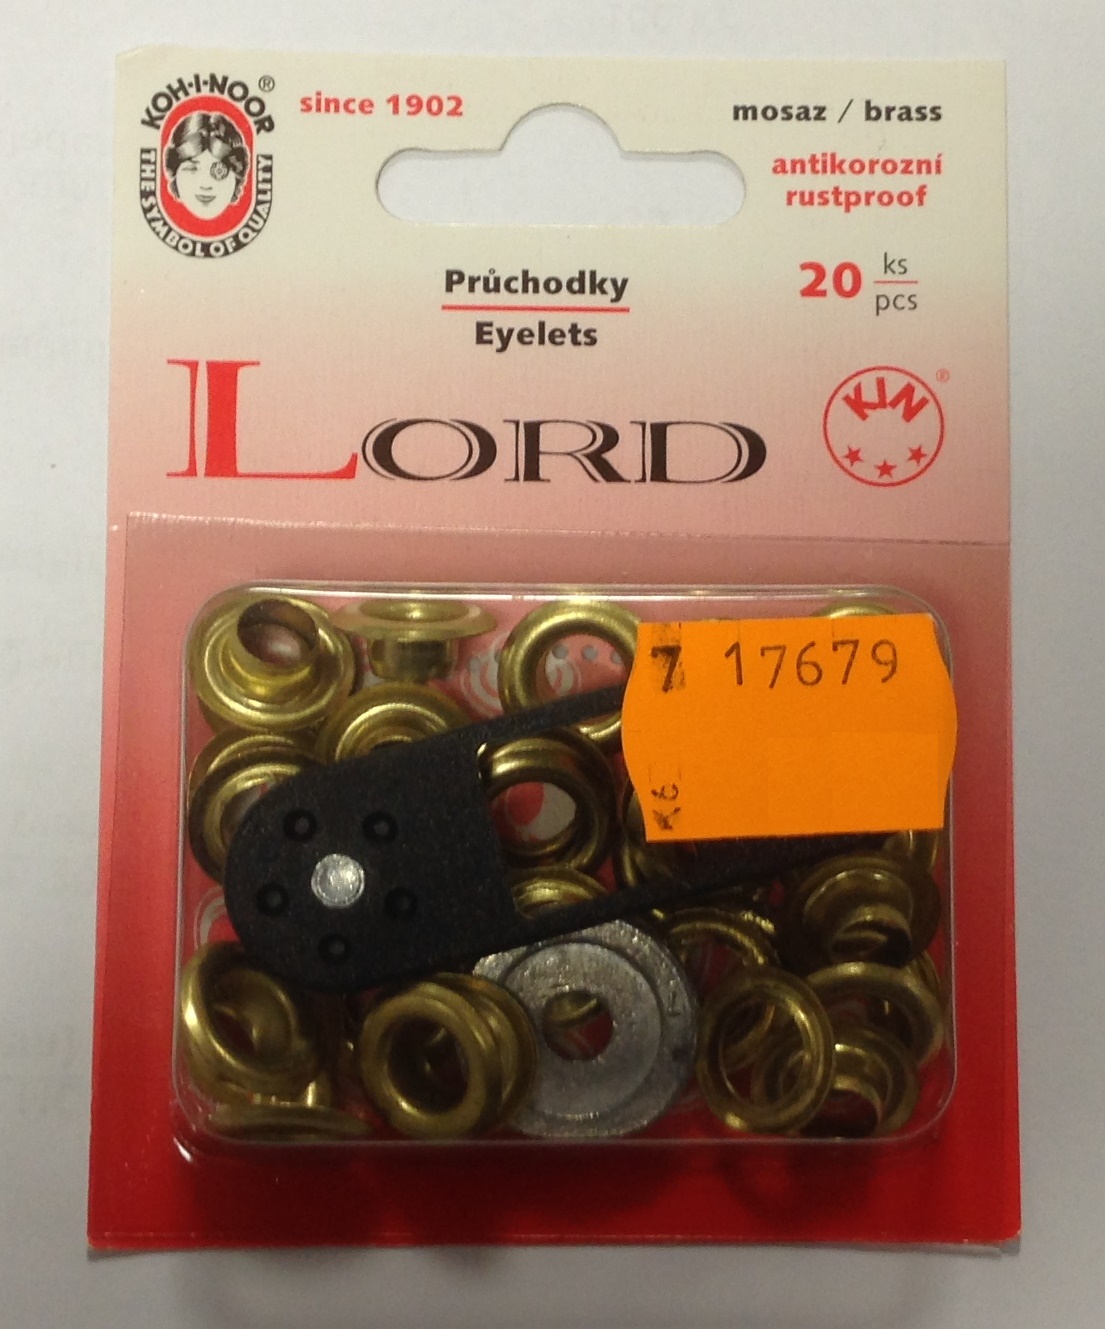 KOH-I-NOOR®
THE SYMBOL OF QUALITY
since 1902
mosaz / brass
antikorozní
rustproof
20 ks
pcs
Průchodky
Eyelets
LORD
KIN®
7 17679
Kč